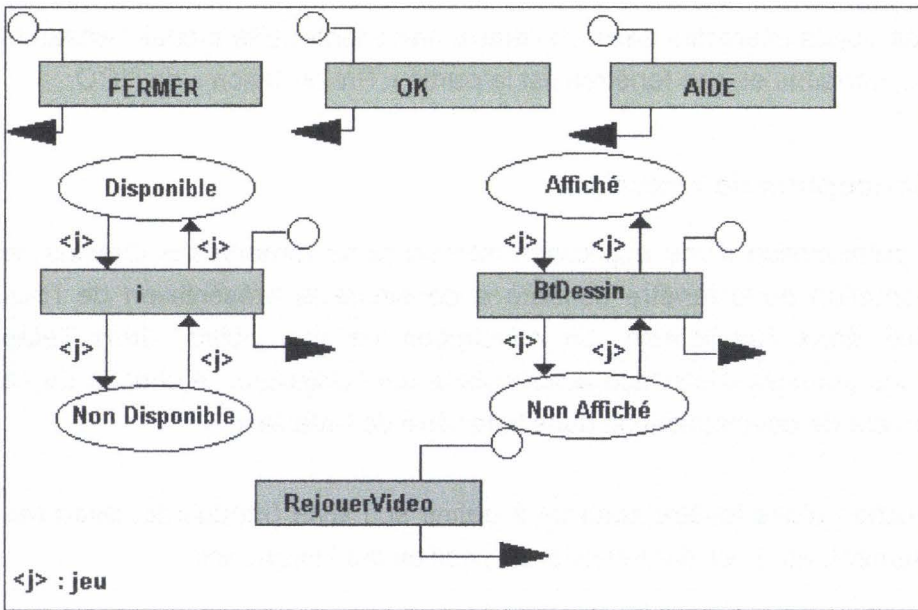 FERMER
OK
AIDE
Disponible
Affiché
<j>
<j>
<j>
<j>
i
BtDessin
<j>
<j>
<j>
<j>
Non Disponible
Non Affiché
RejouerVideo
<j> : jeu